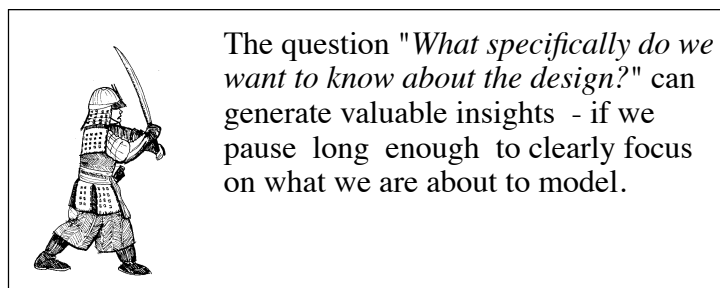 The question "What specifically do we
want to know about the design?" can
generate valuable insights - if we
pause long enough to clearly focus
on what we are about to model.